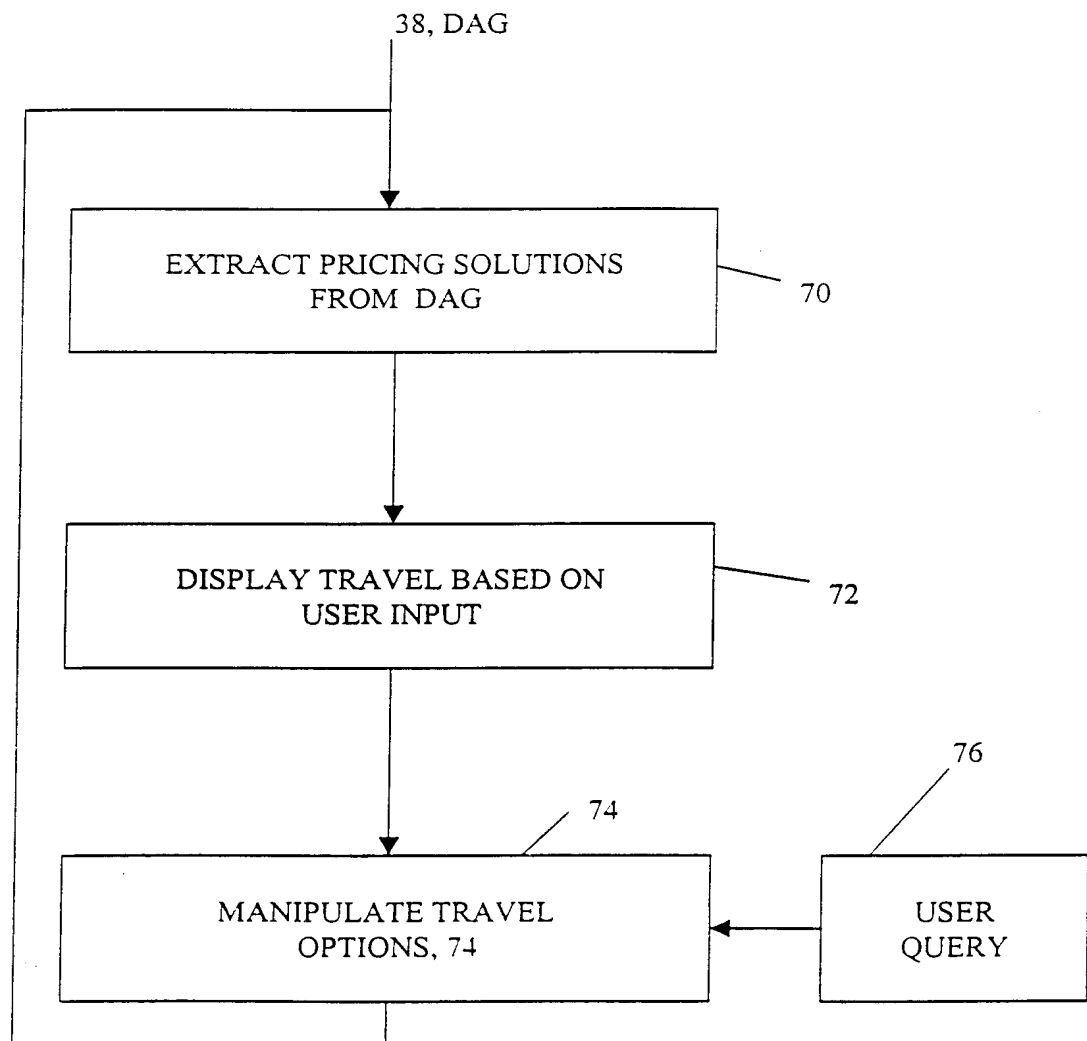 38, DAG
EXTRACT PRICING SOLUTIONS
FROM DAG
70
DISPLAY TRAVEL BASED ON
USER INPUT
72
76
74
MANIPULATE TRAVEL
OPTIONS, 74
USER
QUERY